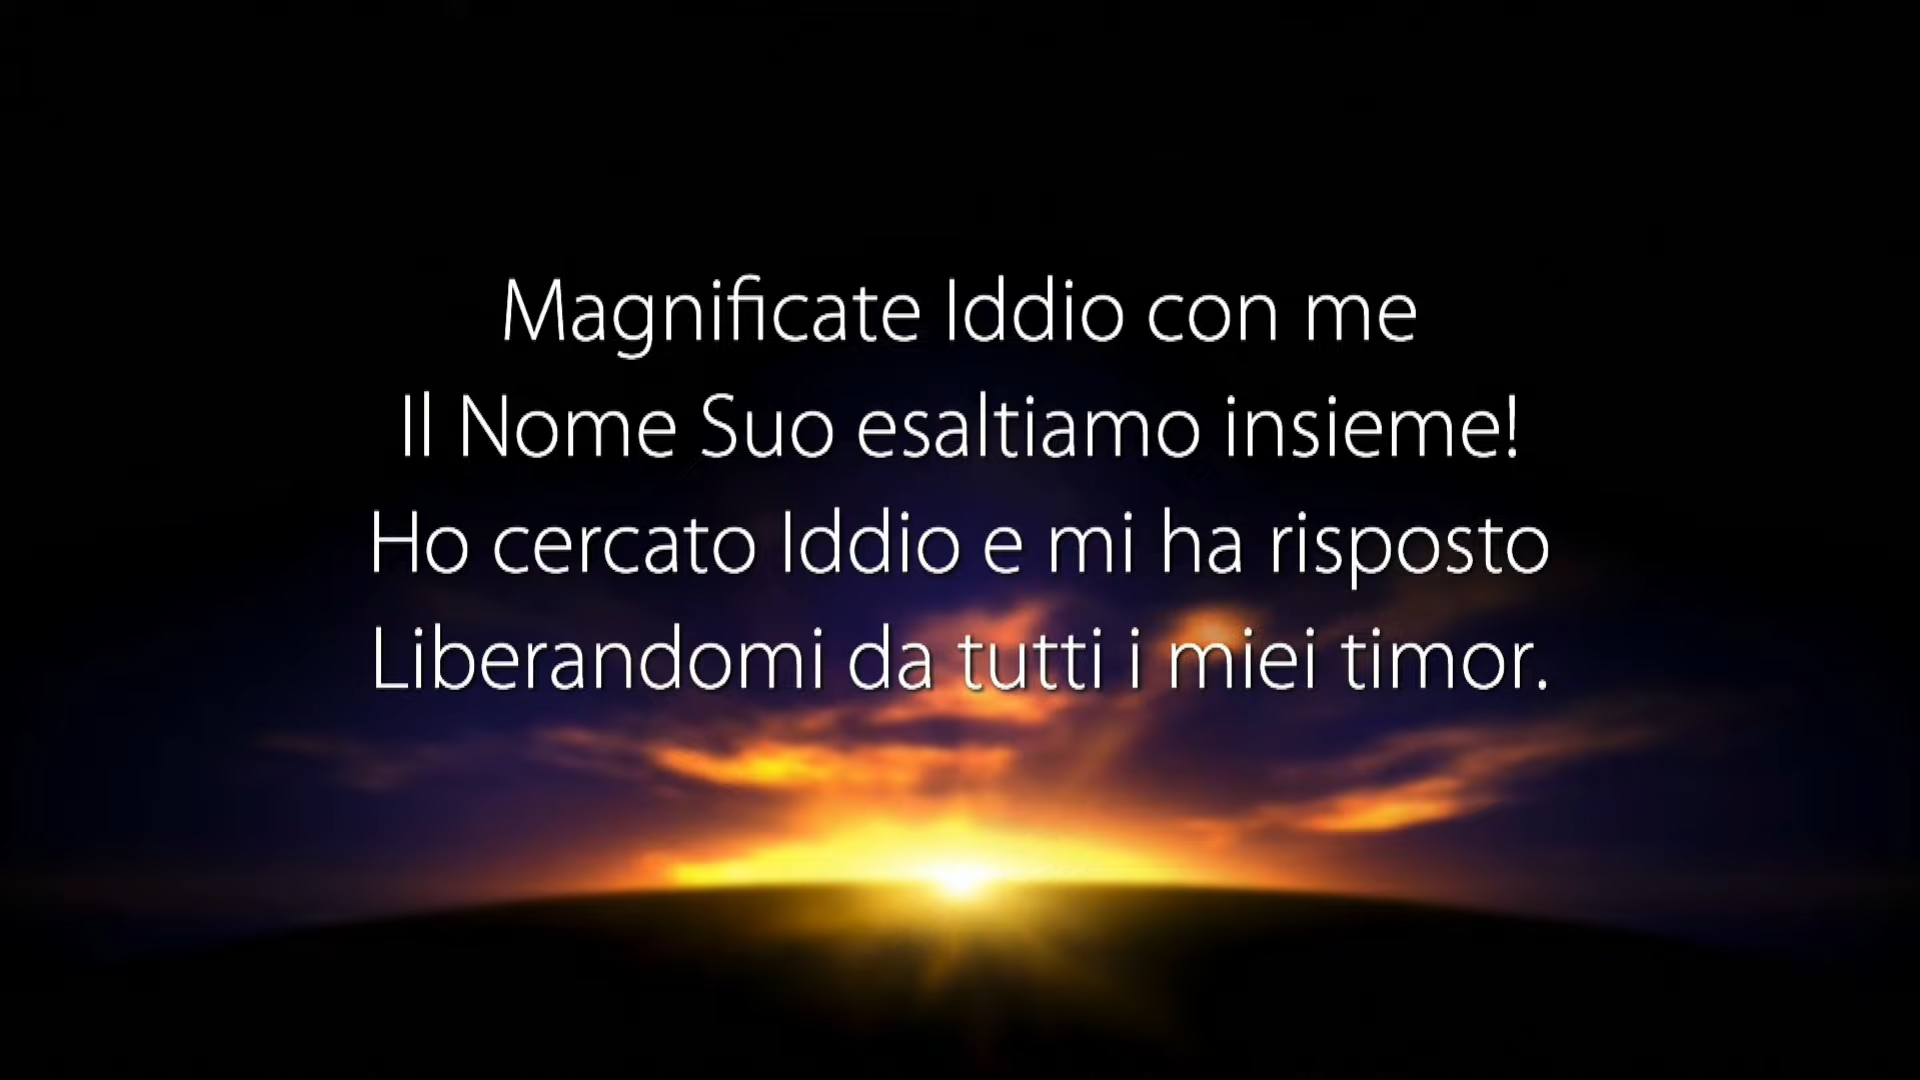 Magnificate Iddio con me
Il Nome Suo esaltiamo insieme!
Ho cercato Iddio e mi ha risposto
Liberandomi da tutti i miei timor.